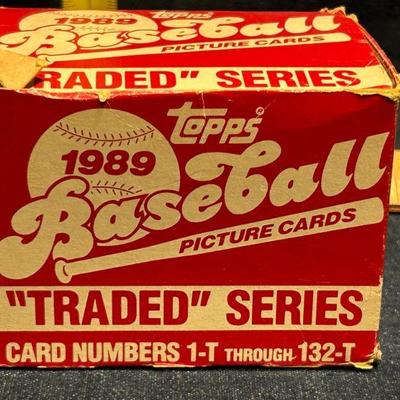 1989
Baseball
PICTURE CARDS
"TRADED" SERIES
TOPPS
1989
Baseball
PICTURE CARDS
"TRADED" SERIES
CARD NUMBERS 1-T THROUGH 132-T